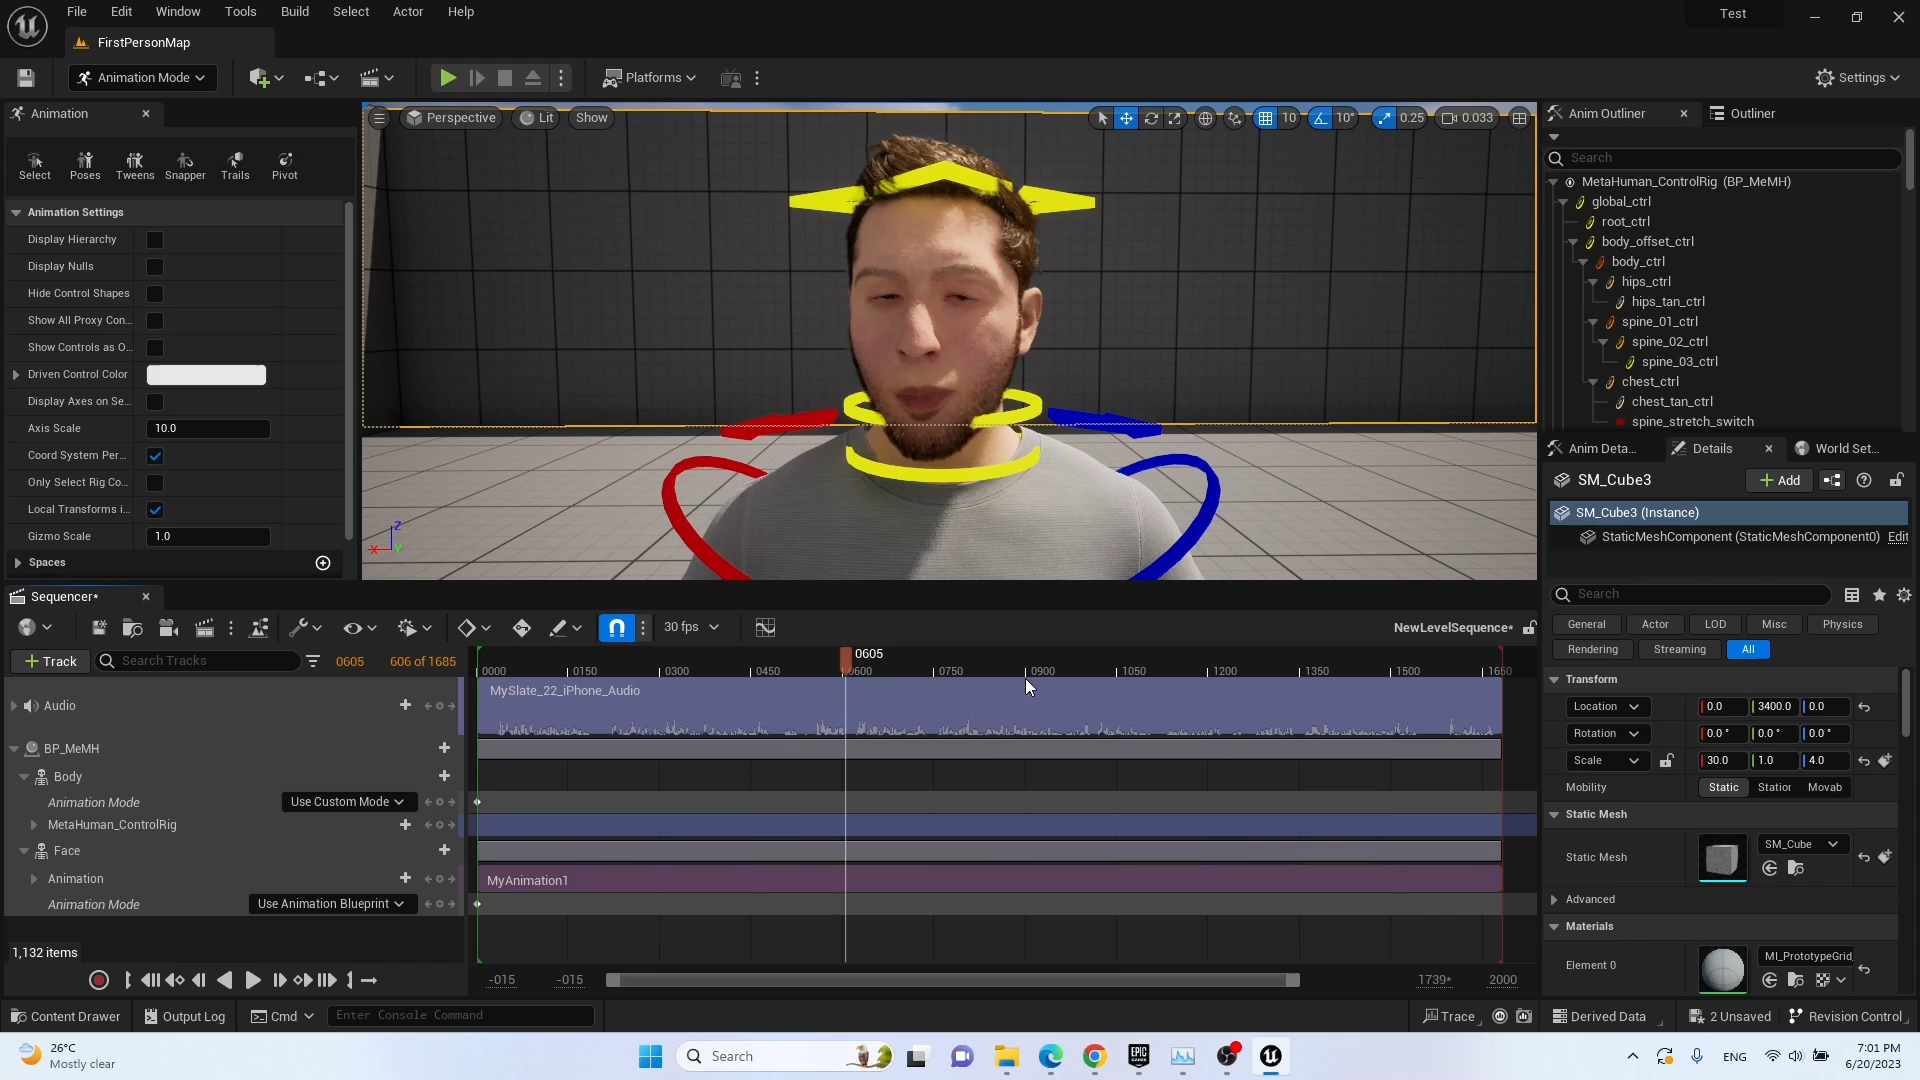 File Edit Window Tools Build Select Actor Help
Test
FirstPersonMap
Animation Mode
Platforms
Settings
Animation
Select Poses Tweens Snapper Trails Pivot
Animation Settings
Display Hierarchy
Display Nulls
Hide Control Shapes
Show All Proxy Con...
Show Controls as O...
Driven Control Color
Display Axes on Se...
Axis Scale 10.0
Coord System Per...
Only Select Rig Co...
Local Transforms i...
Gizmo Scale 1.0
Spaces
Perspective Lit Show
10 10° 0.25 0.033
Z
X Y
Anim Outliner Outliner
Search
MetaHuman_ControlRig (BP_MeMH)
global_ctrl
root_ctrl
body_offset_ctrl
body_ctrl
hips_ctrl
hips_tan_ctrl
spine_01_ctrl
spine_02_ctrl
spine_03_ctrl
chest_ctrl
chest_tan_ctrl
spine_stretch_switch
Anim Deta... Details World Set...
SM_Cube3 Add
SM_Cube3 (Instance)
StaticMeshComponent (StaticMeshComponent0) Edit
Search
General Actor LOD Misc Physics
Rendering Streaming All
Transform
Location 0.0 3400.0 0.0
Rotation 0.0 ° 0.0 ° 0.0 °
Scale 30.0 1.0 4.0
Mobility Static Station Movab
Static Mesh
Static Mesh SM_Cube
Advanced
Materials
Element 0 MI_PrototypeGrid_
Sequencer*
30 fps
NewLevelSequence*
Track Search Tracks 0605 606 of 1685
0605
0000 0150 0300 0450 0600 0750 0900 1050 1200 1350 1500 1650
Audio
MySlate_22_iPhone_Audio
BP_MeMH
Body
Animation Mode Use Custom Mode
MetaHuman_ControlRig
Face
Animation
MyAnimation1
Animation Mode Use Animation Blueprint
1,132 items
-015 -015 1739* 2000
Content Drawer Output Log Cmd Enter Console Command
Trace Derived Data 2 Unsaved Revision Control
26°C
Mostly clear
Search
EPIC GAMES
ENG
7:01 PM
6/20/2023